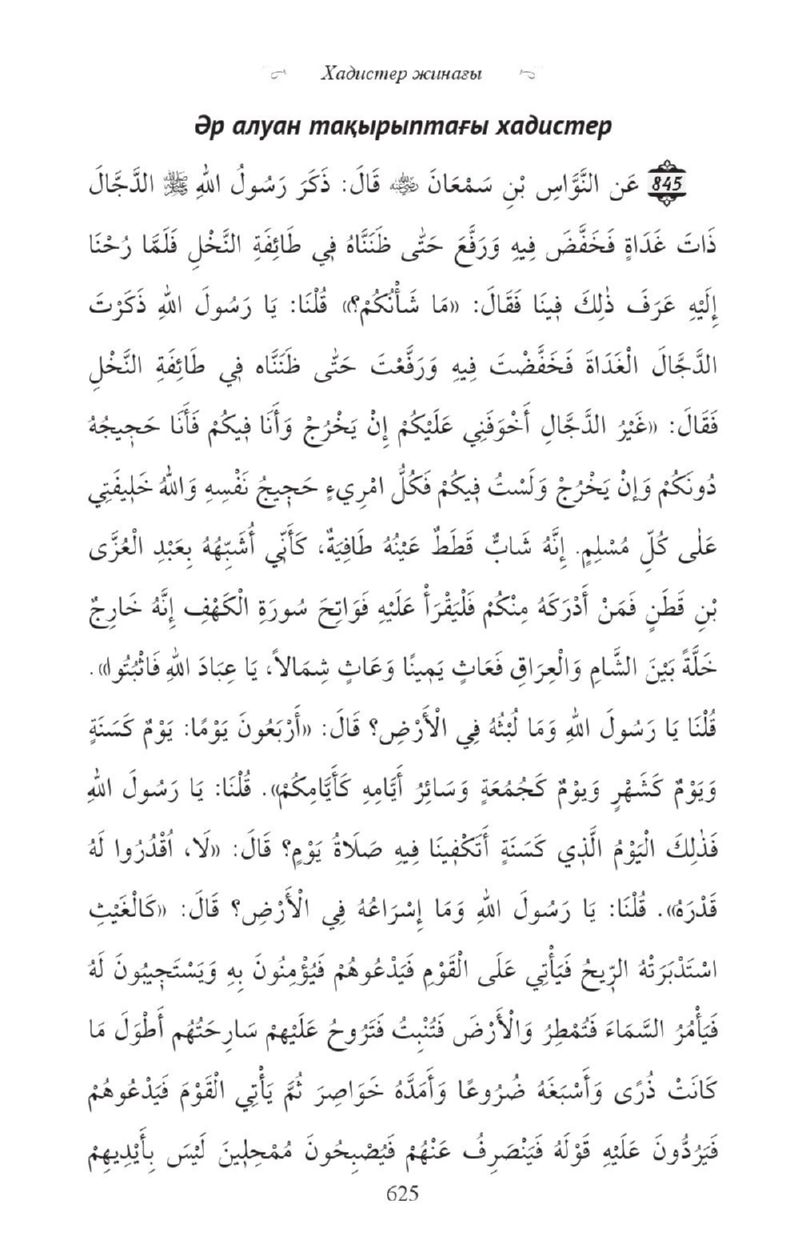 Хадистер жинағы
Әр алуан тақырыптағы хадистер
845 عَن النَّوَّاسِ بْنِ سَمْعَانَ ﷺ قَالَ: ذَكَرَ رَسُولُ اللهِ ﷺ الدَّجَّالَ
ذَاتَ غَدَاةٍ فَخَفَّضَ فِيهِ وَرَفَّعَ حَتّٰى ظَنَنَّاهُ فِي طَائِفَةِ النَّخْلِ فَلَمَّا رُحْنَا
إِلَيْهِ عَرَفَ ذٰلِكَ فِينَا فَقَالَ: «مَا شَأْنُكُمْ؟» قُلْنَا: يَا رَسُولَ اللهِ ذَكَرْتَ
الدَّجَّالَ الْغَدَاةَ فَخَفَّضْتَ فِيهِ وَرَفَّعْتَ حَتّٰى ظَنَنَّاه فِي طَائِفَةِ النَّخْلِ
فَقَالَ: «غَيْرُ الدَّجَّالِ أَخْوَفَنِي عَلَيْكُمْ إِنْ يَخْرُجْ وَأَنَا فِيكُمْ فَأَنَا حَجِيجُهُ
دُونَكُمْ وَإِنْ يَخْرُجْ وَلَسْتُ فِيكُمْ فَكُلُّ امْرِيءٍ حَجِيجُ نَفْسِهِ وَاللهُ خَلِيفَتِي
عَلٰى كُلِّ مُسْلِمٍ. إِنَّهُ شَابٌّ قَطَطٌ عَيْنُهُ طَافِيَةٌ، كَأَنِّي أُشَبِّهُهُ بِعَبْدِ الْعُزَّى
بْنِ قَطَنٍ فَمَنْ أَدْرَكَهُ مِنْكُمْ فَلْيَقْرَأْ عَلَيْهِ فَوَاتِحَ سُورَةِ الْكَهْفِ إِنَّهُ خَارِجٌ
خَلَّةً بَيْنَ الشَّامِ وَالْعِرَاقِ فَعَاثٍ يَمِينًا وَعَاثٍ شِمَالاً، يَا عِبَادَ اللهِ فَاثْبُتُوا».
قُلْنَا يَا رَسُولَ اللهِ وَمَا لُبْثُهُ فِي الْأَرْضِ؟ قَالَ: «أَرْبَعُونَ يَوْمًا: يَوْمٌ كَسَنَةٍ
وَيَوْمٌ كَشَهْرٍ وَيوْمٌ كَجُمُعَةٍ وَسَائِرُ أَيَّامِهِ كَأَيَّامِكُمْ». قُلْنَا: يَا رَسُولَ اللهِ
فَذٰلِكَ الْيَوْمُ الَّذِي كَسَنَةٍ أَتَكْفِينَا فِيهِ صَلَاةُ يَوْمٍ؟ قَالَ: «لَا، اُقْدُرُوا لَهُ
قَدْرَهُ». قُلْنَا: يَا رَسُولَ اللهِ وَمَا إِسْرَاعُهُ فِي الْأَرْضِ؟ قَالَ: «كَالْغَيْثِ
اسْتَدْبَرَتْهُ الرِّيحُ فَيَأْتِي عَلَى الْقَوْمِ فَيَدْعُوهُمْ فَيُؤْمِنُونَ بِهِ وَيَسْتَجِيبُونَ لَهُ
فَيَأْمُرُ السَّمَاءَ فَتُمْطِرُ وَالْأَرْضَ فَتُنْبِتُ فَتَرُوحُ عَلَيْهِمْ سَارِحَتُهُم أَطْوَلَ مَا
كَانَتْ ذُرًى وَأَسْبَغَهُ ضُرُوعًا وَأَمَدَّهُ خَوَاصِرَ ثُمَّ يَأْتِي الْقَوْمَ فَيَدْعُوهُمْ
فَيَرُدُّونَ عَلَيْهِ قَوْلَهُ فَيَنْصَرِفُ عَنْهُمْ فَيُصْبِحُونَ مُمْحِلِينَ لَيْسَ بِأَيْدِيهِمْ
625